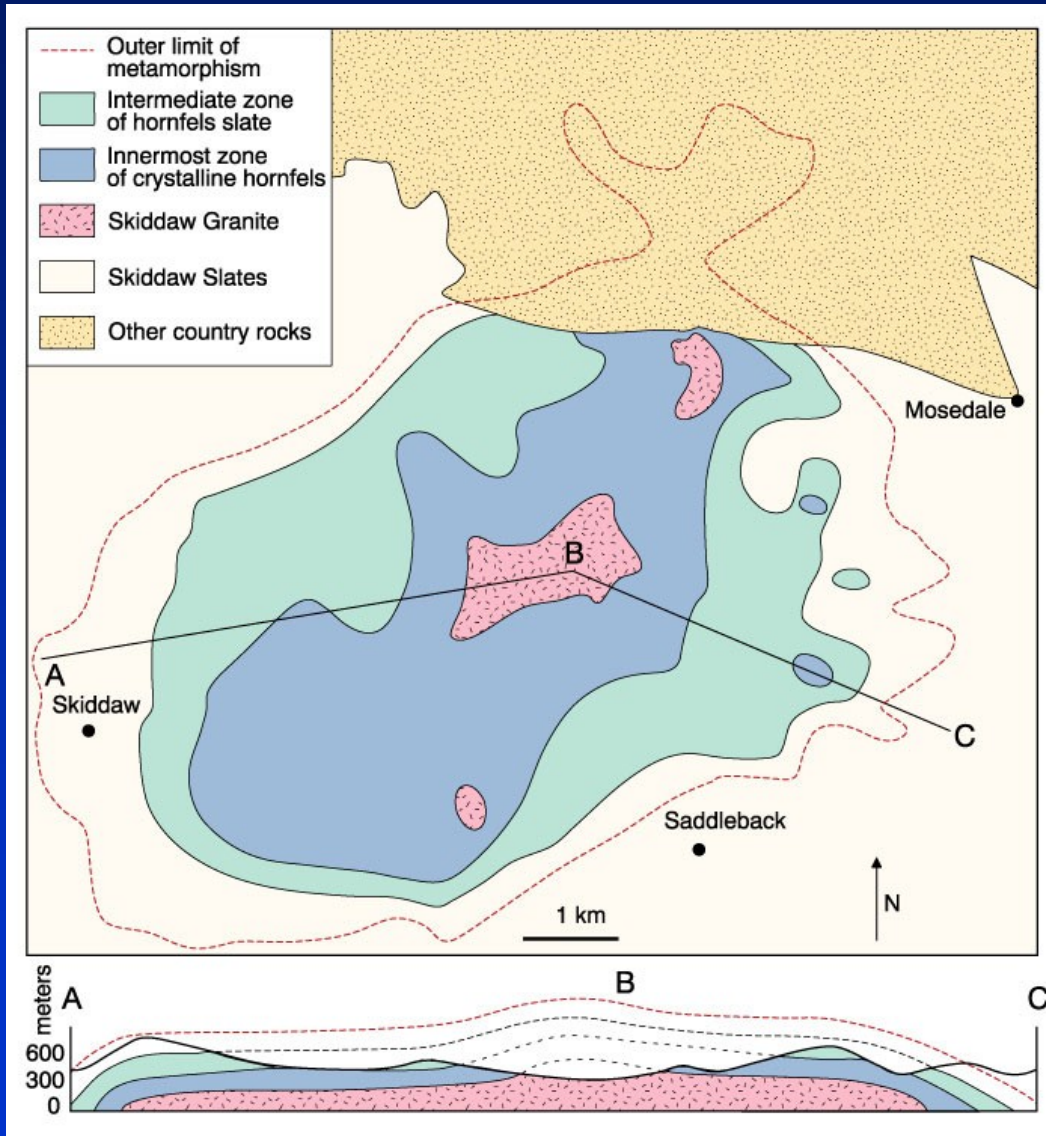 Outer limit of
metamorphism
Intermediate zone
of hornfels slate
Innermost zone
of crystalline hornfels
Skiddaw Granite
Skiddaw Slates
Other country rocks
Mosedale
B
A
Skiddaw
C
Saddleback
1 km
N
meters
A
B
C
600
300
0